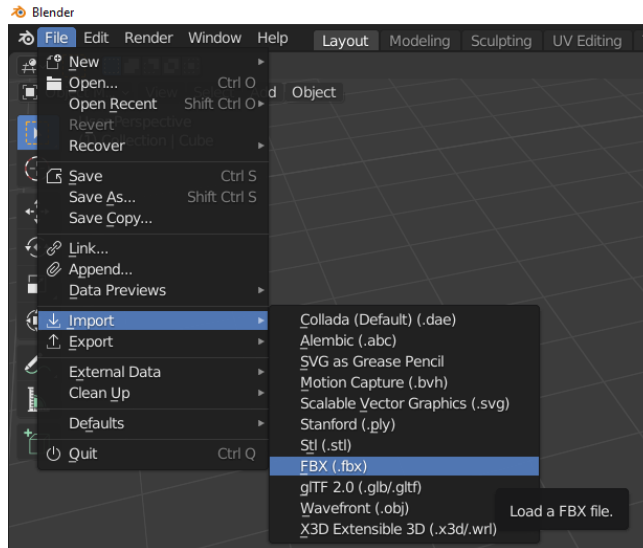 Blender
File Edit Render Window Help Layout Modeling Sculpting UV Editing
New
Open... Ctrl O
Open Recent Shift Ctrl O
Revert
Recover
Save Ctrl S
Save As... Shift Ctrl S
Save Copy...
Link...
Append...
Data Previews
Import
Export
External Data
Clean Up
Defaults
Quit Ctrl Q
Object
Perspective
Collection | Cube
Collada (Default) (.dae)
Alembic (.abc)
SVG as Grease Pencil
Motion Capture (.bvh)
Scalable Vector Graphics (.svg)
Stanford (.ply)
Stl (.stl)
FBX (.fbx)
glTF 2.0 (.glb/.gltf)
Wavefront (.obj)
X3D Extensible 3D (.x3d/.wrl)
Load a FBX file.